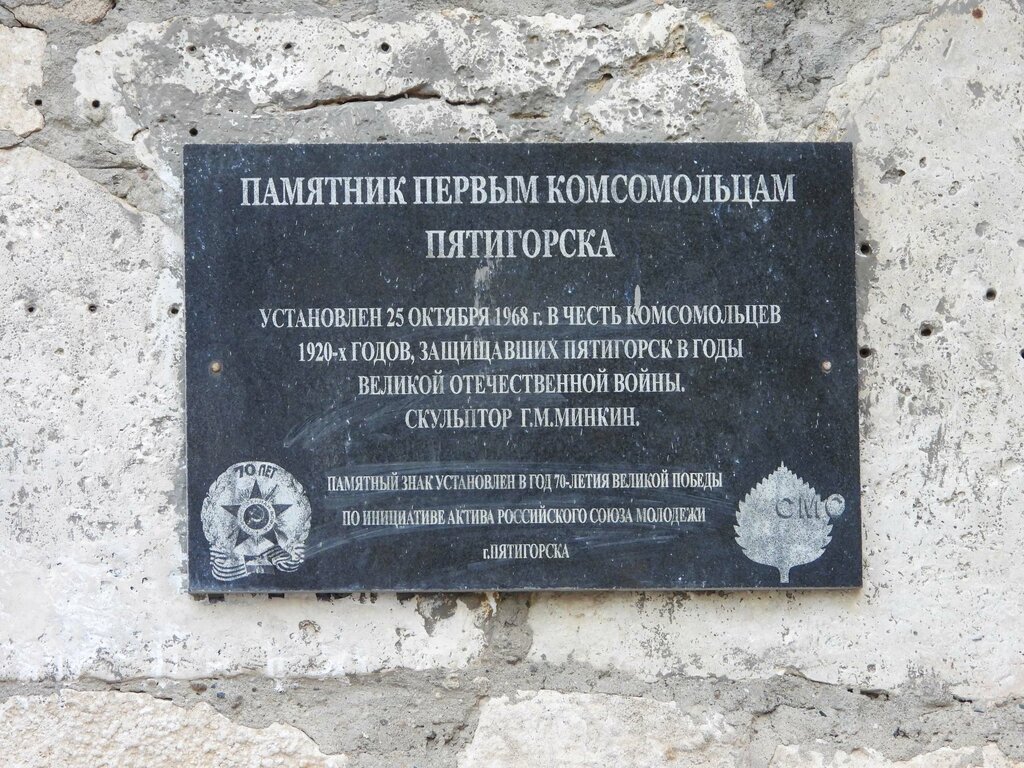 ПАМЯТНИК ПЕРВЫМ КОМСОМОЛЬЦАМ
ПЯТИГОРСКА
УСТАНОВЛЕН 25 ОКТЯБРЯ 1968 г. В ЧЕСТЬ КОМСОМОЛЬЦЕВ
1920-х ГОДОВ, ЗАЩИЩАВШИХ ПЯТИГОРСК В ГОДЫ
ВЕЛИКОЙ ОТЕЧЕСТВЕННОЙ ВОЙНЫ.
СКУЛЬПТОР Г.М.МИНКИН.
70 ЛЕТ
ПАМЯТНЫЙ ЗНАК УСТАНОВЛЕН В ГОД 70-ЛЕТИЯ ВЕЛИКОЙ ПОБЕДЫ
ПО ИНИЦИАТИВЕ АКТИВА РОССИЙСКОГО СОЮЗА МОЛОДЕЖИ
г.ПЯТИГОРСКА
СМС